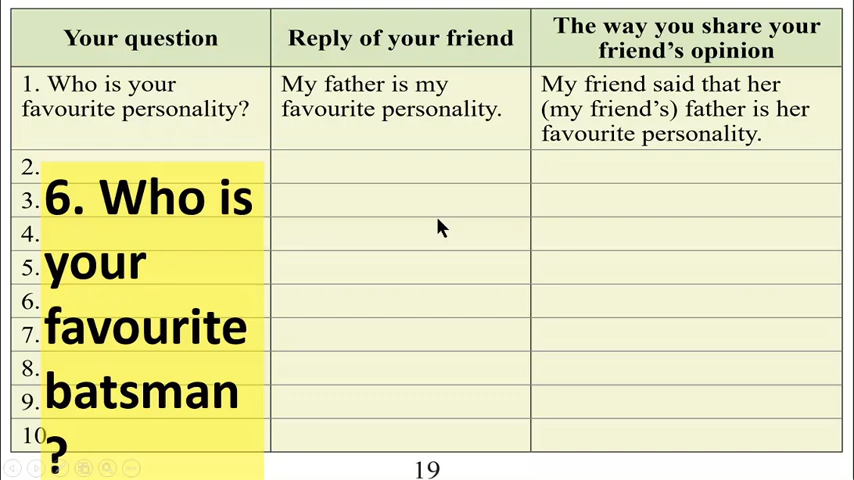 Your question
Reply of your friend
The way you share your
friend's opinion
1. Who is your
favourite personality?
My father is my
favourite personality.
My friend said that her
(my friend's) father is her
favourite personality.
2.
3.
4.
5.
6.
7.
8.
9.
10
6. Who is
your
favourite
batsman
?
19